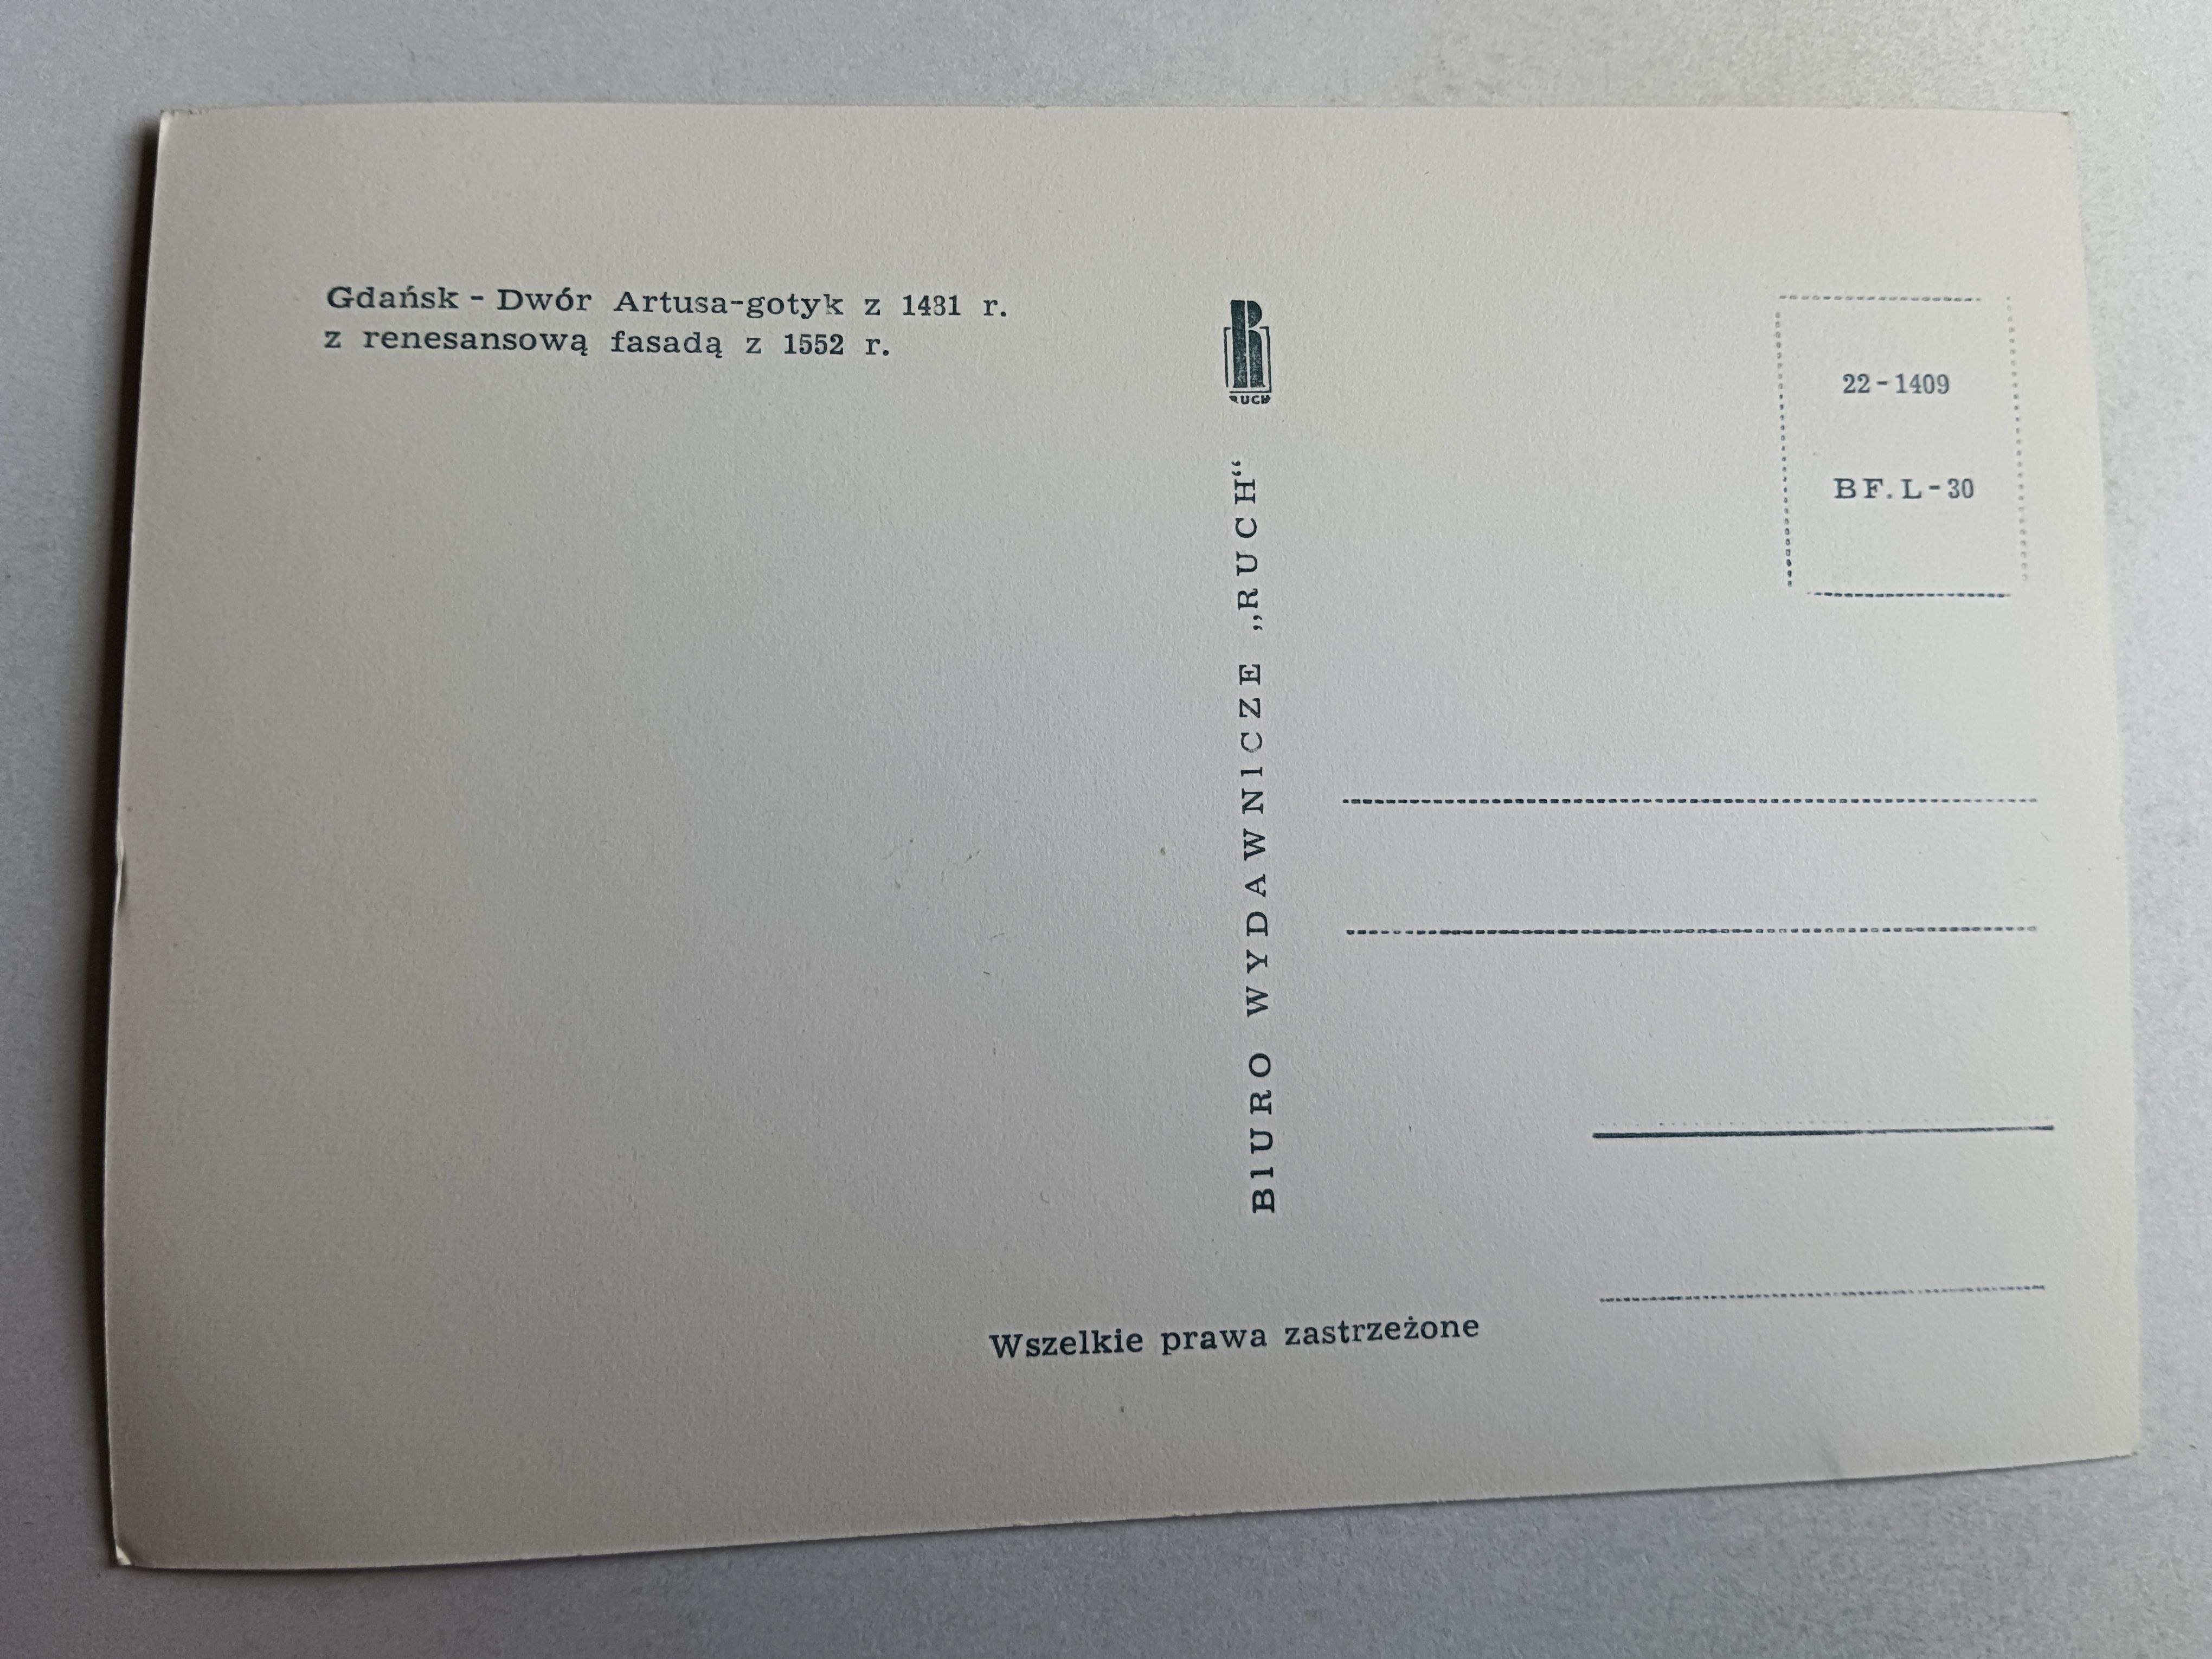 Gdańsk - Dwór Artusa-gotyk z 1481 r.
z renesansową fasadą z 1552 r.
RUCH
BIURO WYDAWNICZE „RUCH“
22-1409
BF. L-30
Wszelkie prawa zastrzeżone